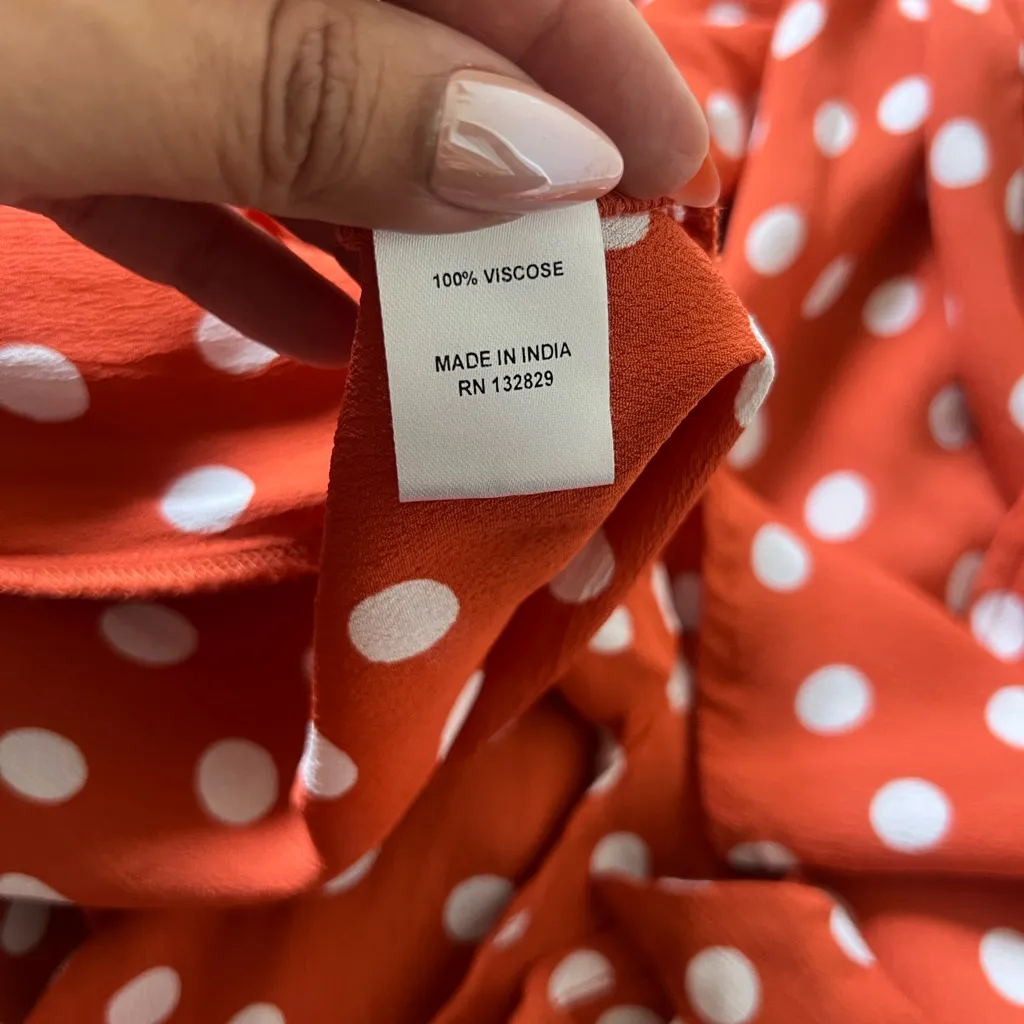 100% VISCOSE
MADE IN INDIA
RN 132829